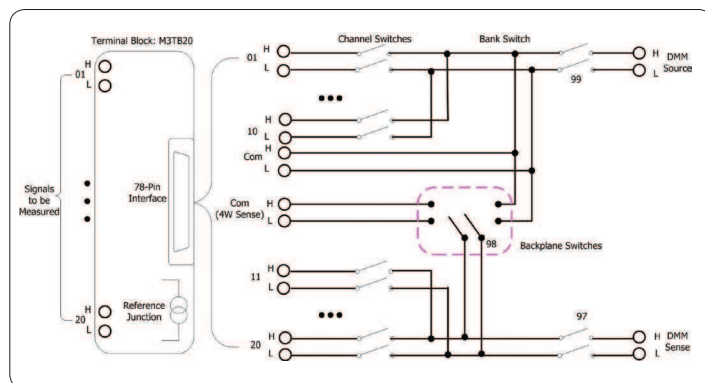 Terminal Block: M3TB20
H
01
L
Signals
to be
Measured
78-Pin
Interface
Reference
Junction
H
20
L
Channel Switches
Bank Switch
H
01
L
H
10
L
H
Com
L
H
Com
(4W Sense)
L
H
11
L
H
20
L
99
H
DMM
Source
L
98
Backplane Switches
97
H
DMM
Sense
L